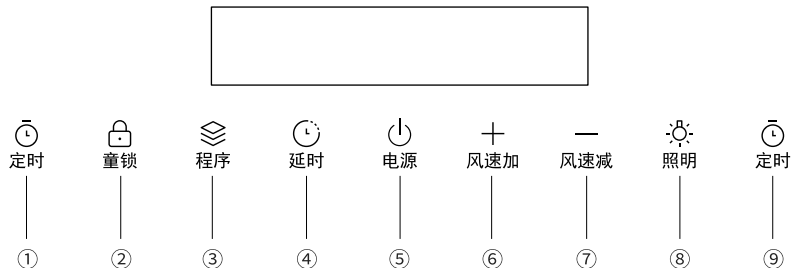 定时 童锁 程序 延时 电源 风速加 风速减 照明 定时
① ② ③ ④ ⑤ ⑥ ⑦ ⑧ ⑨